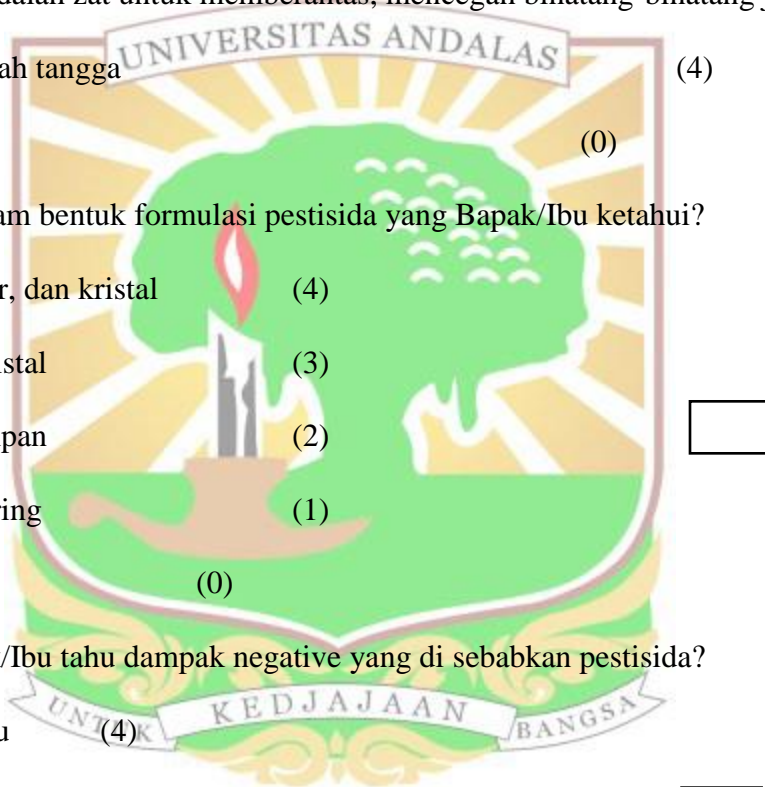 dalah zat untuk memberantas, mencegah binatang-binatang
UNIVERSITAS ANDALAS
ah tangga (4)
(0)
am bentuk formulasi pestisida yang Bapak/Ibu ketahui?
r, dan kristal (4)
istal (3)
pan (2)
ing (1)
(0)
/Ibu tahu dampak negative yang di sebabkan pestisida?
UNTUK KEDJAJAAN BANGSA
u (4)